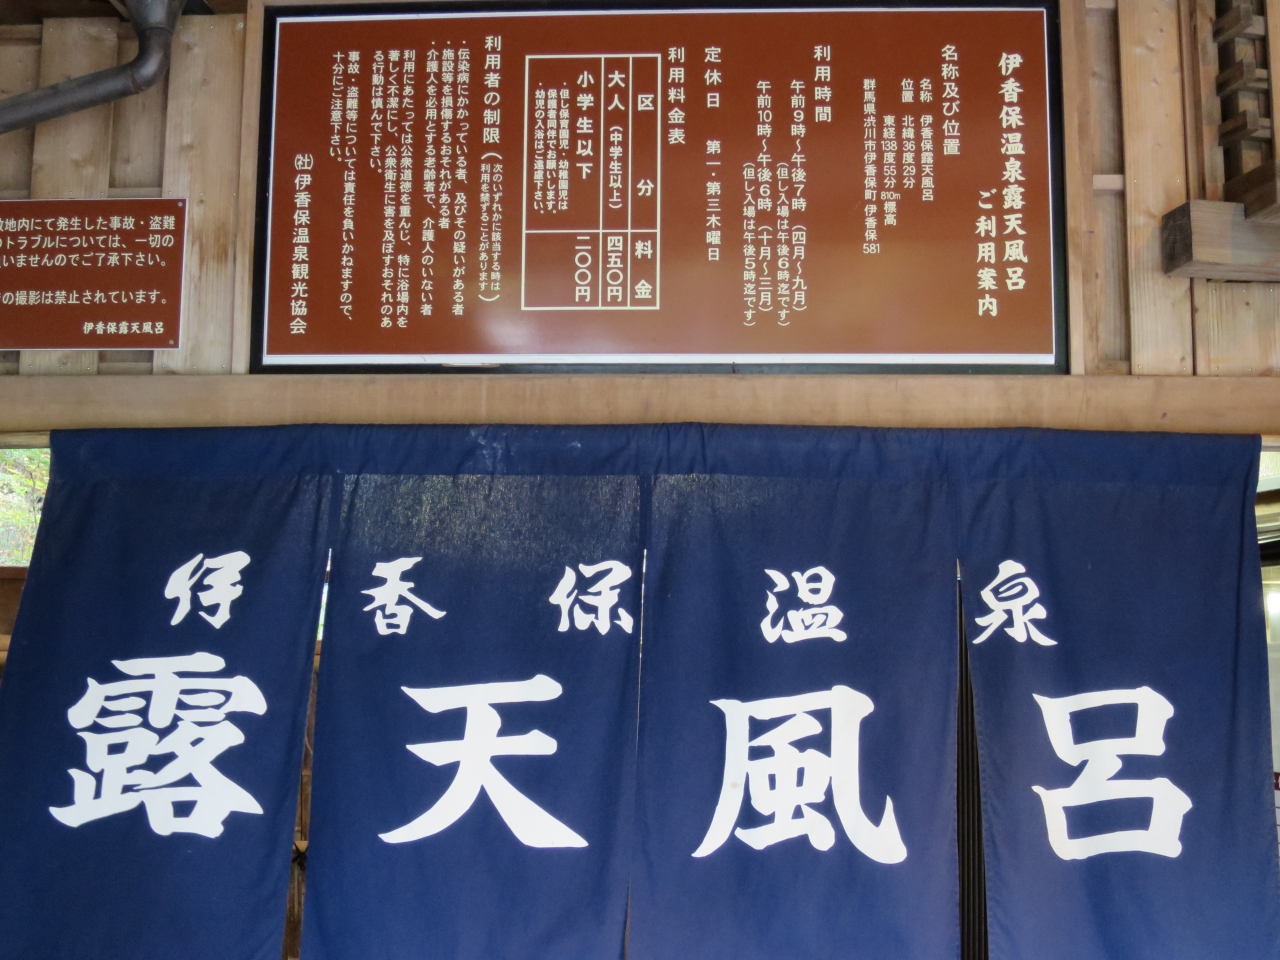 伊香保温泉露天風呂
ご利用案内
名称及び位置
名称　伊香保露天風呂
位置　北緯36度29分
東経138度55分　810m標高
群馬県渋川市伊香保町伊香保581
利用時間
午前9時～午後7時（四月～九月）
（但し入場は午後6時迄です）
午前10時～午後6時（十月～三月）
（但し入場は午後5時迄です）
定休日　第一・第三木曜日
利用料金表
区分　料金
大人（中学生以上）　四五〇円
小学生以下　二〇〇円
・但し保育園児・幼稚園児は
保護者同伴でお願いします。
・幼児の入浴はご遠慮下さい。
利用者の制限（次のいずれかに該当する時は
利用を禁ずることがあります）
・伝染病にかかっている者、及びその疑いがある者
・施設等を損傷するおそれがある者
・介護人を必用とする老齢者で、介護人のいない者
利用にあたっては公衆道徳を重んじ、特に浴場内を
著しく不潔にし、公衆衛生に害を及ぼすおそれのあ
る行動は慎んで下さい。
事故・盗難等については責任を負いかねますので、
十分にご注意下さい。
㈳伊香保温泉観光協会
敷地内にて発生した事故・盗難
のトラブルについては、一切の
いませんのでご了承下さい。
の撮影は禁止されています。
伊香保露天風呂
伊香保温泉
露天風呂